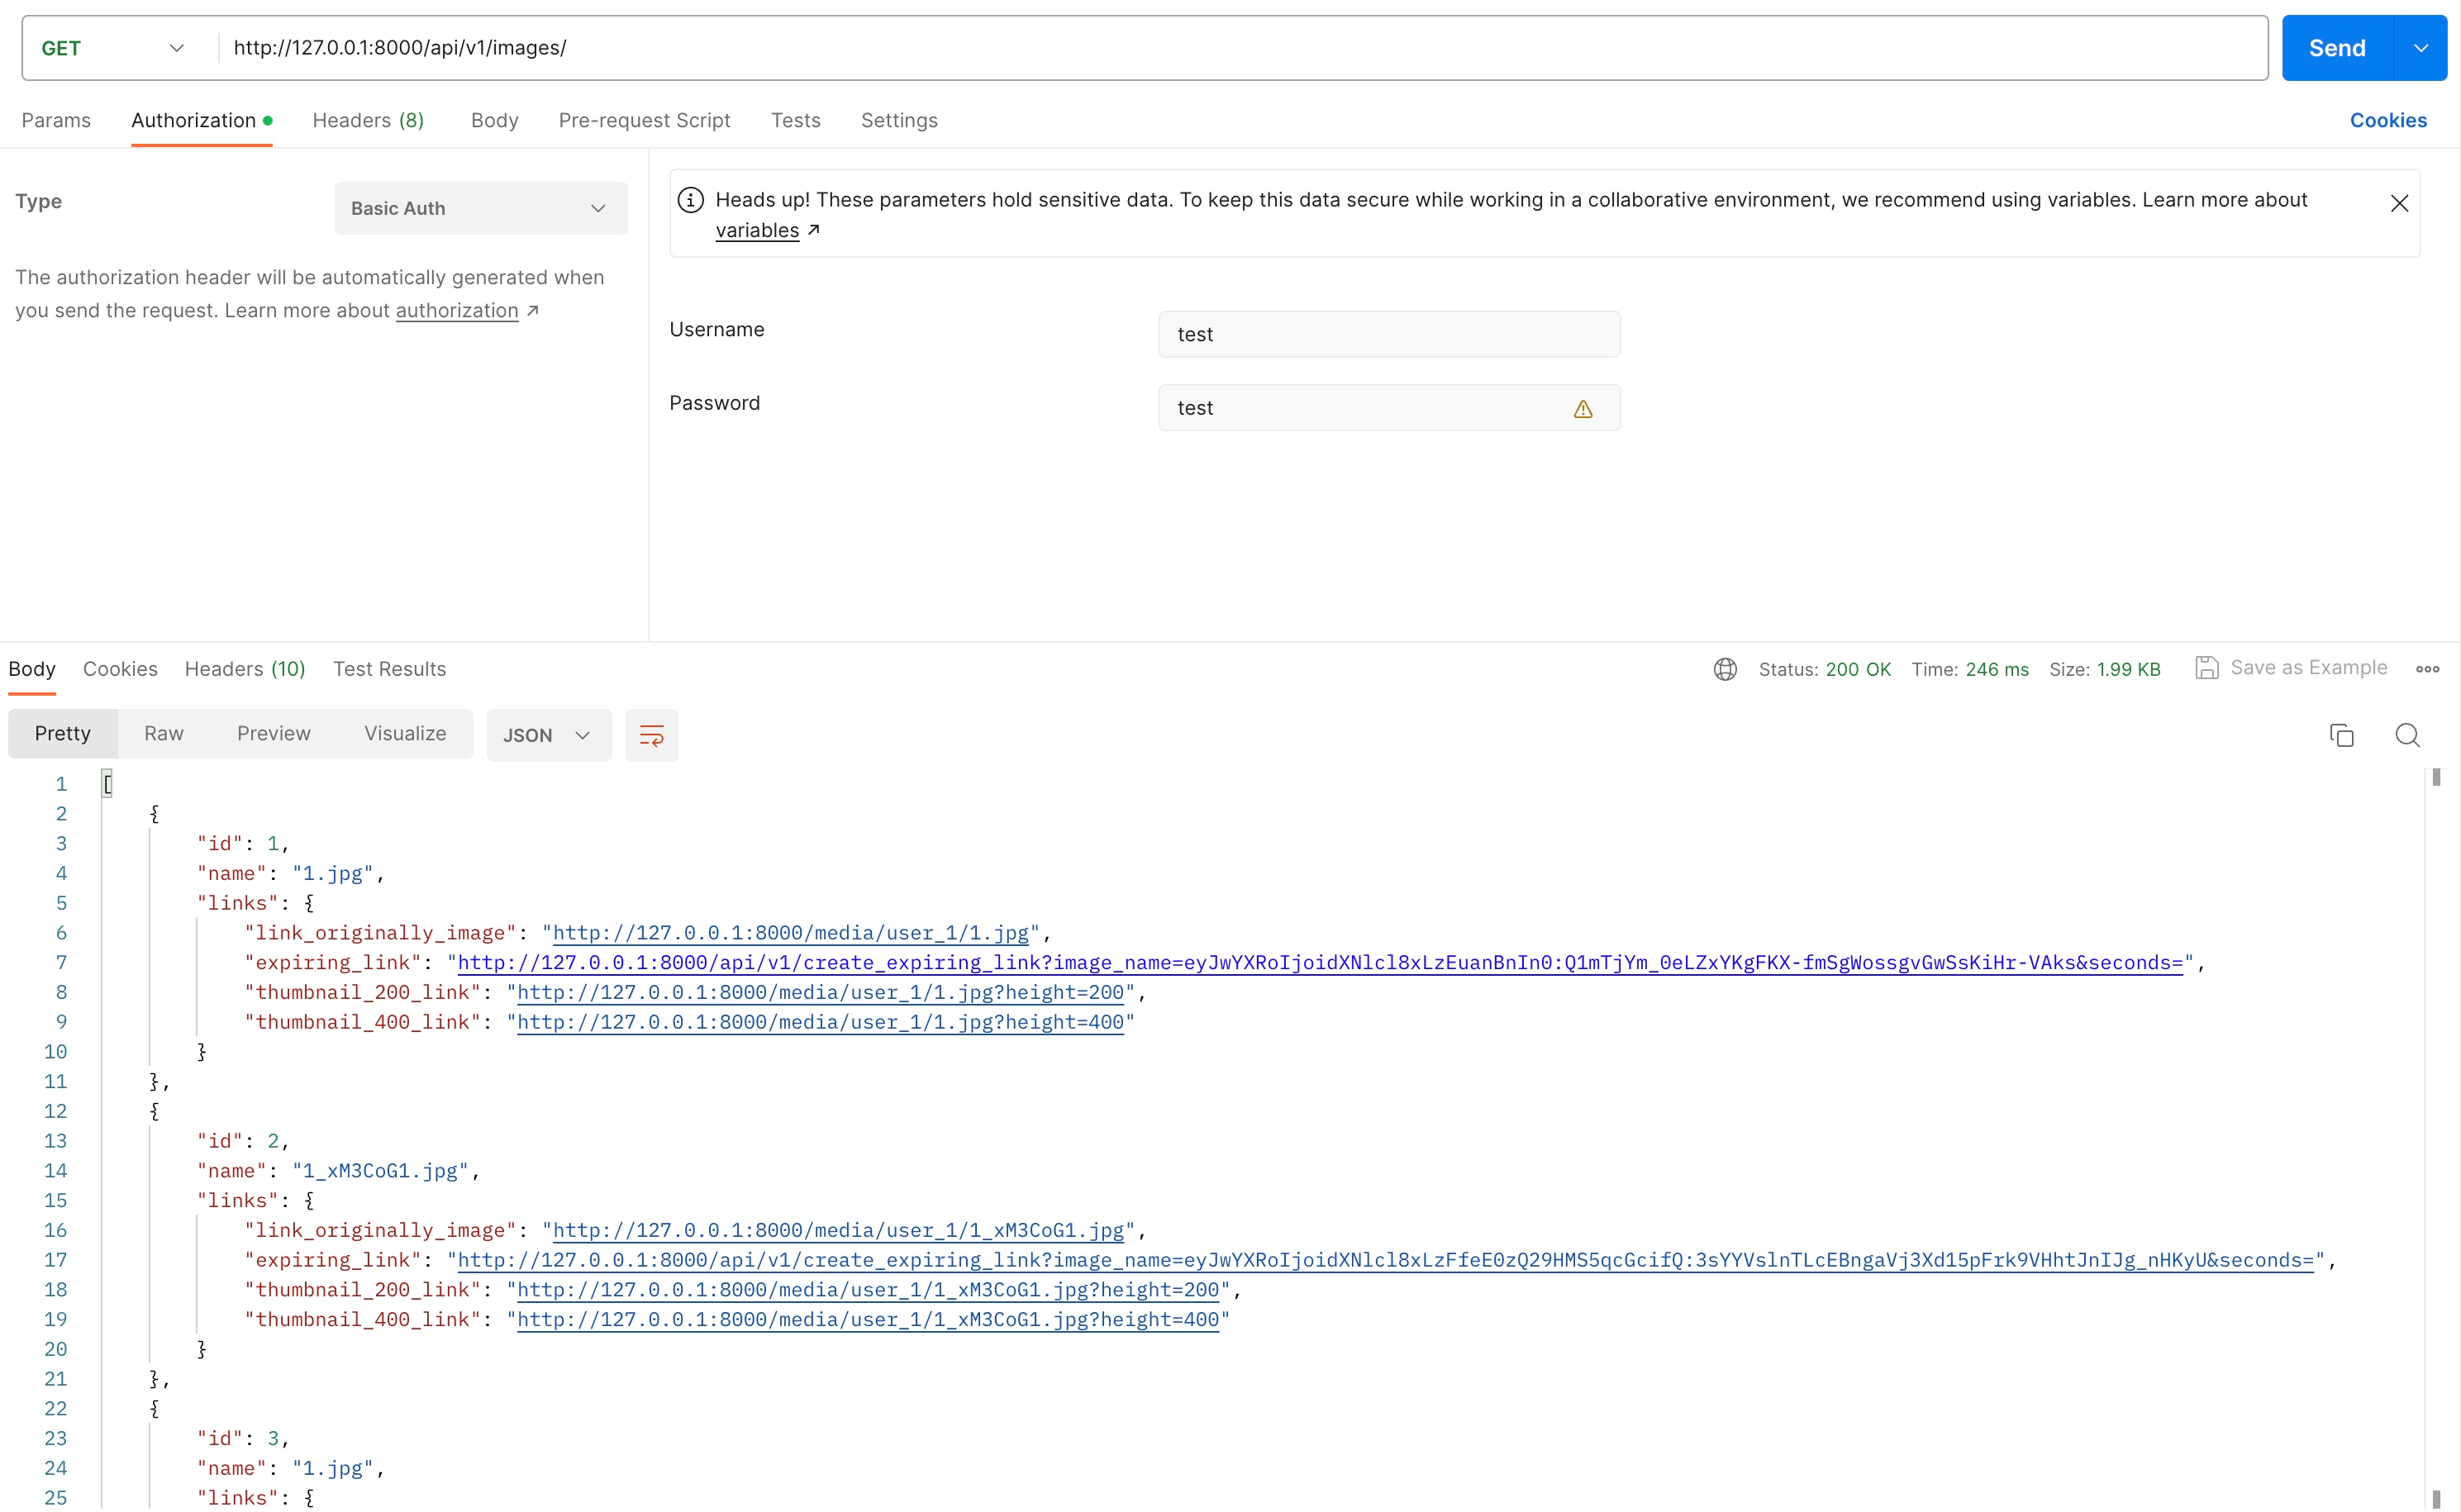 GET http://127.0.0.1:8000/api/v1/images/ Send
Params Authorization Headers (8) Body Pre-request Script Tests Settings Cookies
Type Basic Auth
The authorization header will be automatically generated when
you send the request. Learn more about authorization ↗
Heads up! These parameters hold sensitive data. To keep this data secure while working in a collaborative environment, we recommend using variables. Learn more about
variables ↗
Username test
Password test
Body Cookies Headers (10) Test Results Status: 200 OK Time: 246 ms Size: 1.99 KB Save as Example
Pretty Raw Preview Visualize JSON
1 [
2 {
3 "id": 1,
4 "name": "1.jpg",
5 "links": {
6 "link_originally_image": "http://127.0.0.1:8000/media/user_1/1.jpg",
7 "expiring_link": "http://127.0.0.1:8000/api/v1/create_expiring_link?image_name=eyJwYXRoIjoidXNlcl8xLzEuanBnIn0:Q1mTjYm_0eLZxYKgFKX-fmSgWossgvGwSsKiHr-VAks&seconds=",
8 "thumbnail_200_link": "http://127.0.0.1:8000/media/user_1/1.jpg?height=200",
9 "thumbnail_400_link": "http://127.0.0.1:8000/media/user_1/1.jpg?height=400"
10 }
11 },
12 {
13 "id": 2,
14 "name": "1_xM3CoG1.jpg",
15 "links": {
16 "link_originally_image": "http://127.0.0.1:8000/media/user_1/1_xM3CoG1.jpg",
17 "expiring_link": "http://127.0.0.1:8000/api/v1/create_expiring_link?image_name=eyJwYXRoIjoidXNlcl8xLzFfeE0zQ29HMS5qcGcifQ:3sYYVslnTLcEBngaVj3Xd15pFrk9VHhtJnIJg_nHKyU&seconds=",
18 "thumbnail_200_link": "http://127.0.0.1:8000/media/user_1/1_xM3CoG1.jpg?height=200",
19 "thumbnail_400_link": "http://127.0.0.1:8000/media/user_1/1_xM3CoG1.jpg?height=400"
20 }
21 },
22 {
23 "id": 3,
24 "name": "1.jpg",
25 "links": {